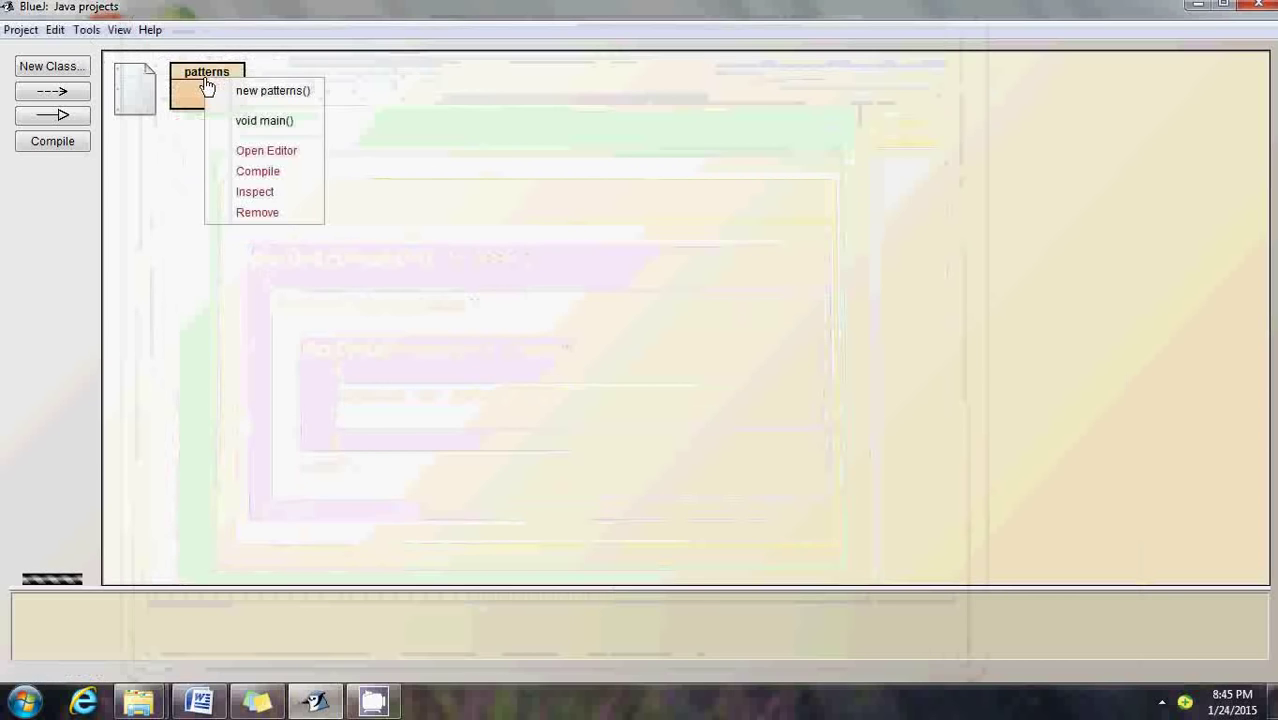 BlueJ: Java projects
Project Edit Tools View Help
New Class...
Compile
patterns
new patterns()
void main()
Open Editor
Compile
Inspect
Remove
8:45 PM
1/24/2015